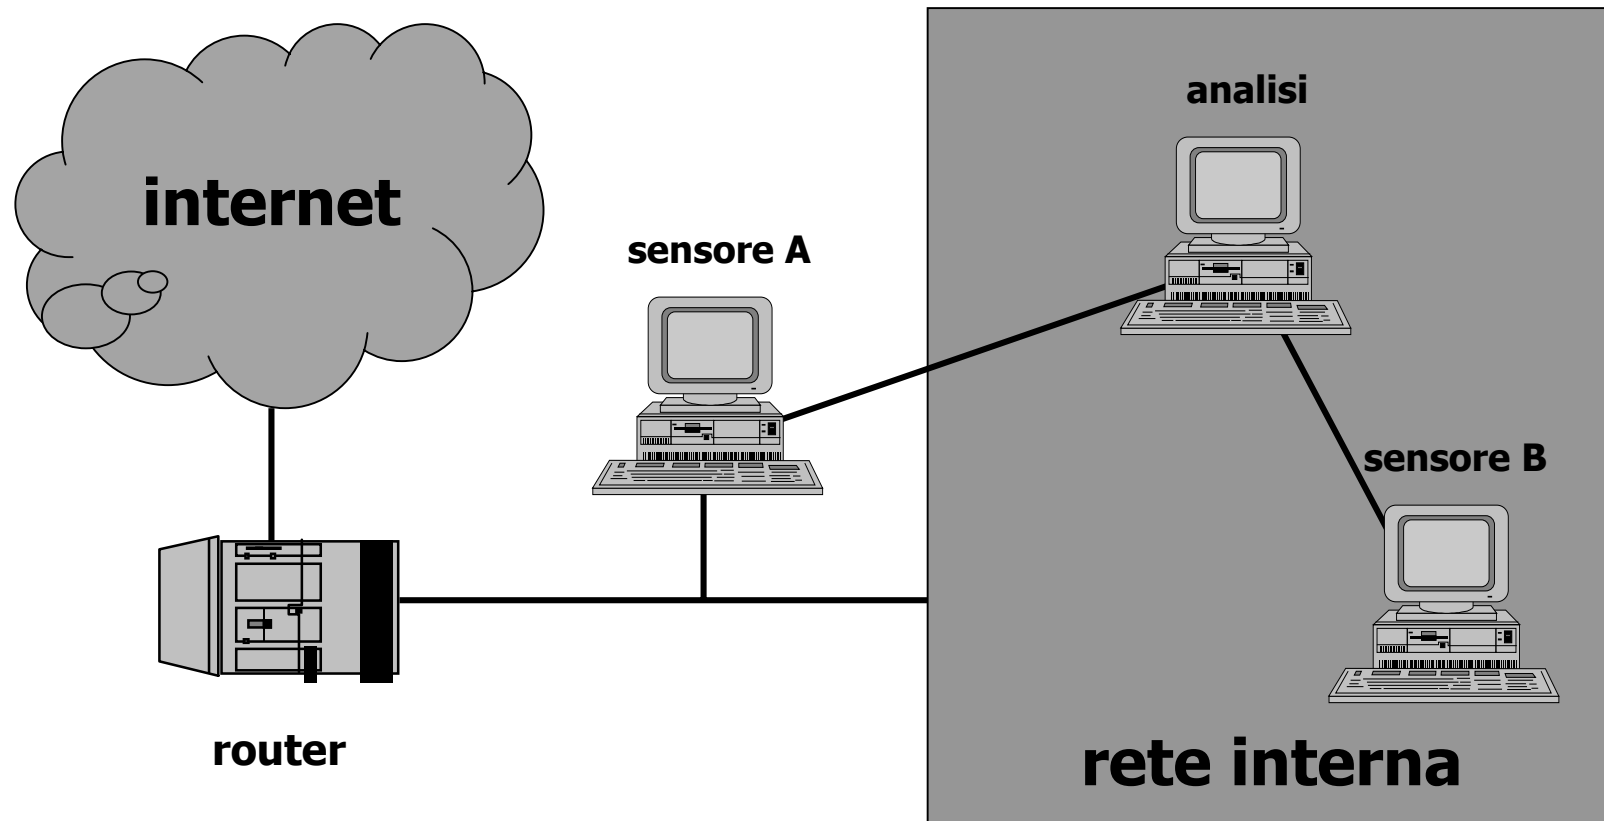 analisi
internet
sensore A
sensore B
router
rete interna